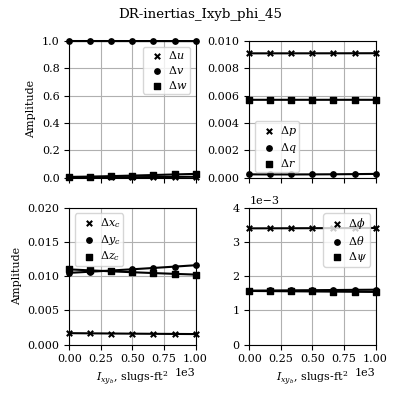 DR-inertias_Ixyb_phi_45
Amplitude
1.0
0.8
0.6
0.4
0.2
0.0
Δu
Δv
Δw
0.010
0.008
0.006
0.004
0.002
0.000
Δp
Δq
Δr
Amplitude
0.020
0.015
0.010
0.005
0.000
Δx_c
Δy_c
Δz_c
0.00 0.25 0.50 0.75 1.00
1e3
I_{xy_b}, slugs-ft²
1e−3
4
3
2
1
0
Δϕ
Δθ
Δψ
0.00 0.25 0.50 0.75 1.00
1e3
I_{xy_b}, slugs-ft²